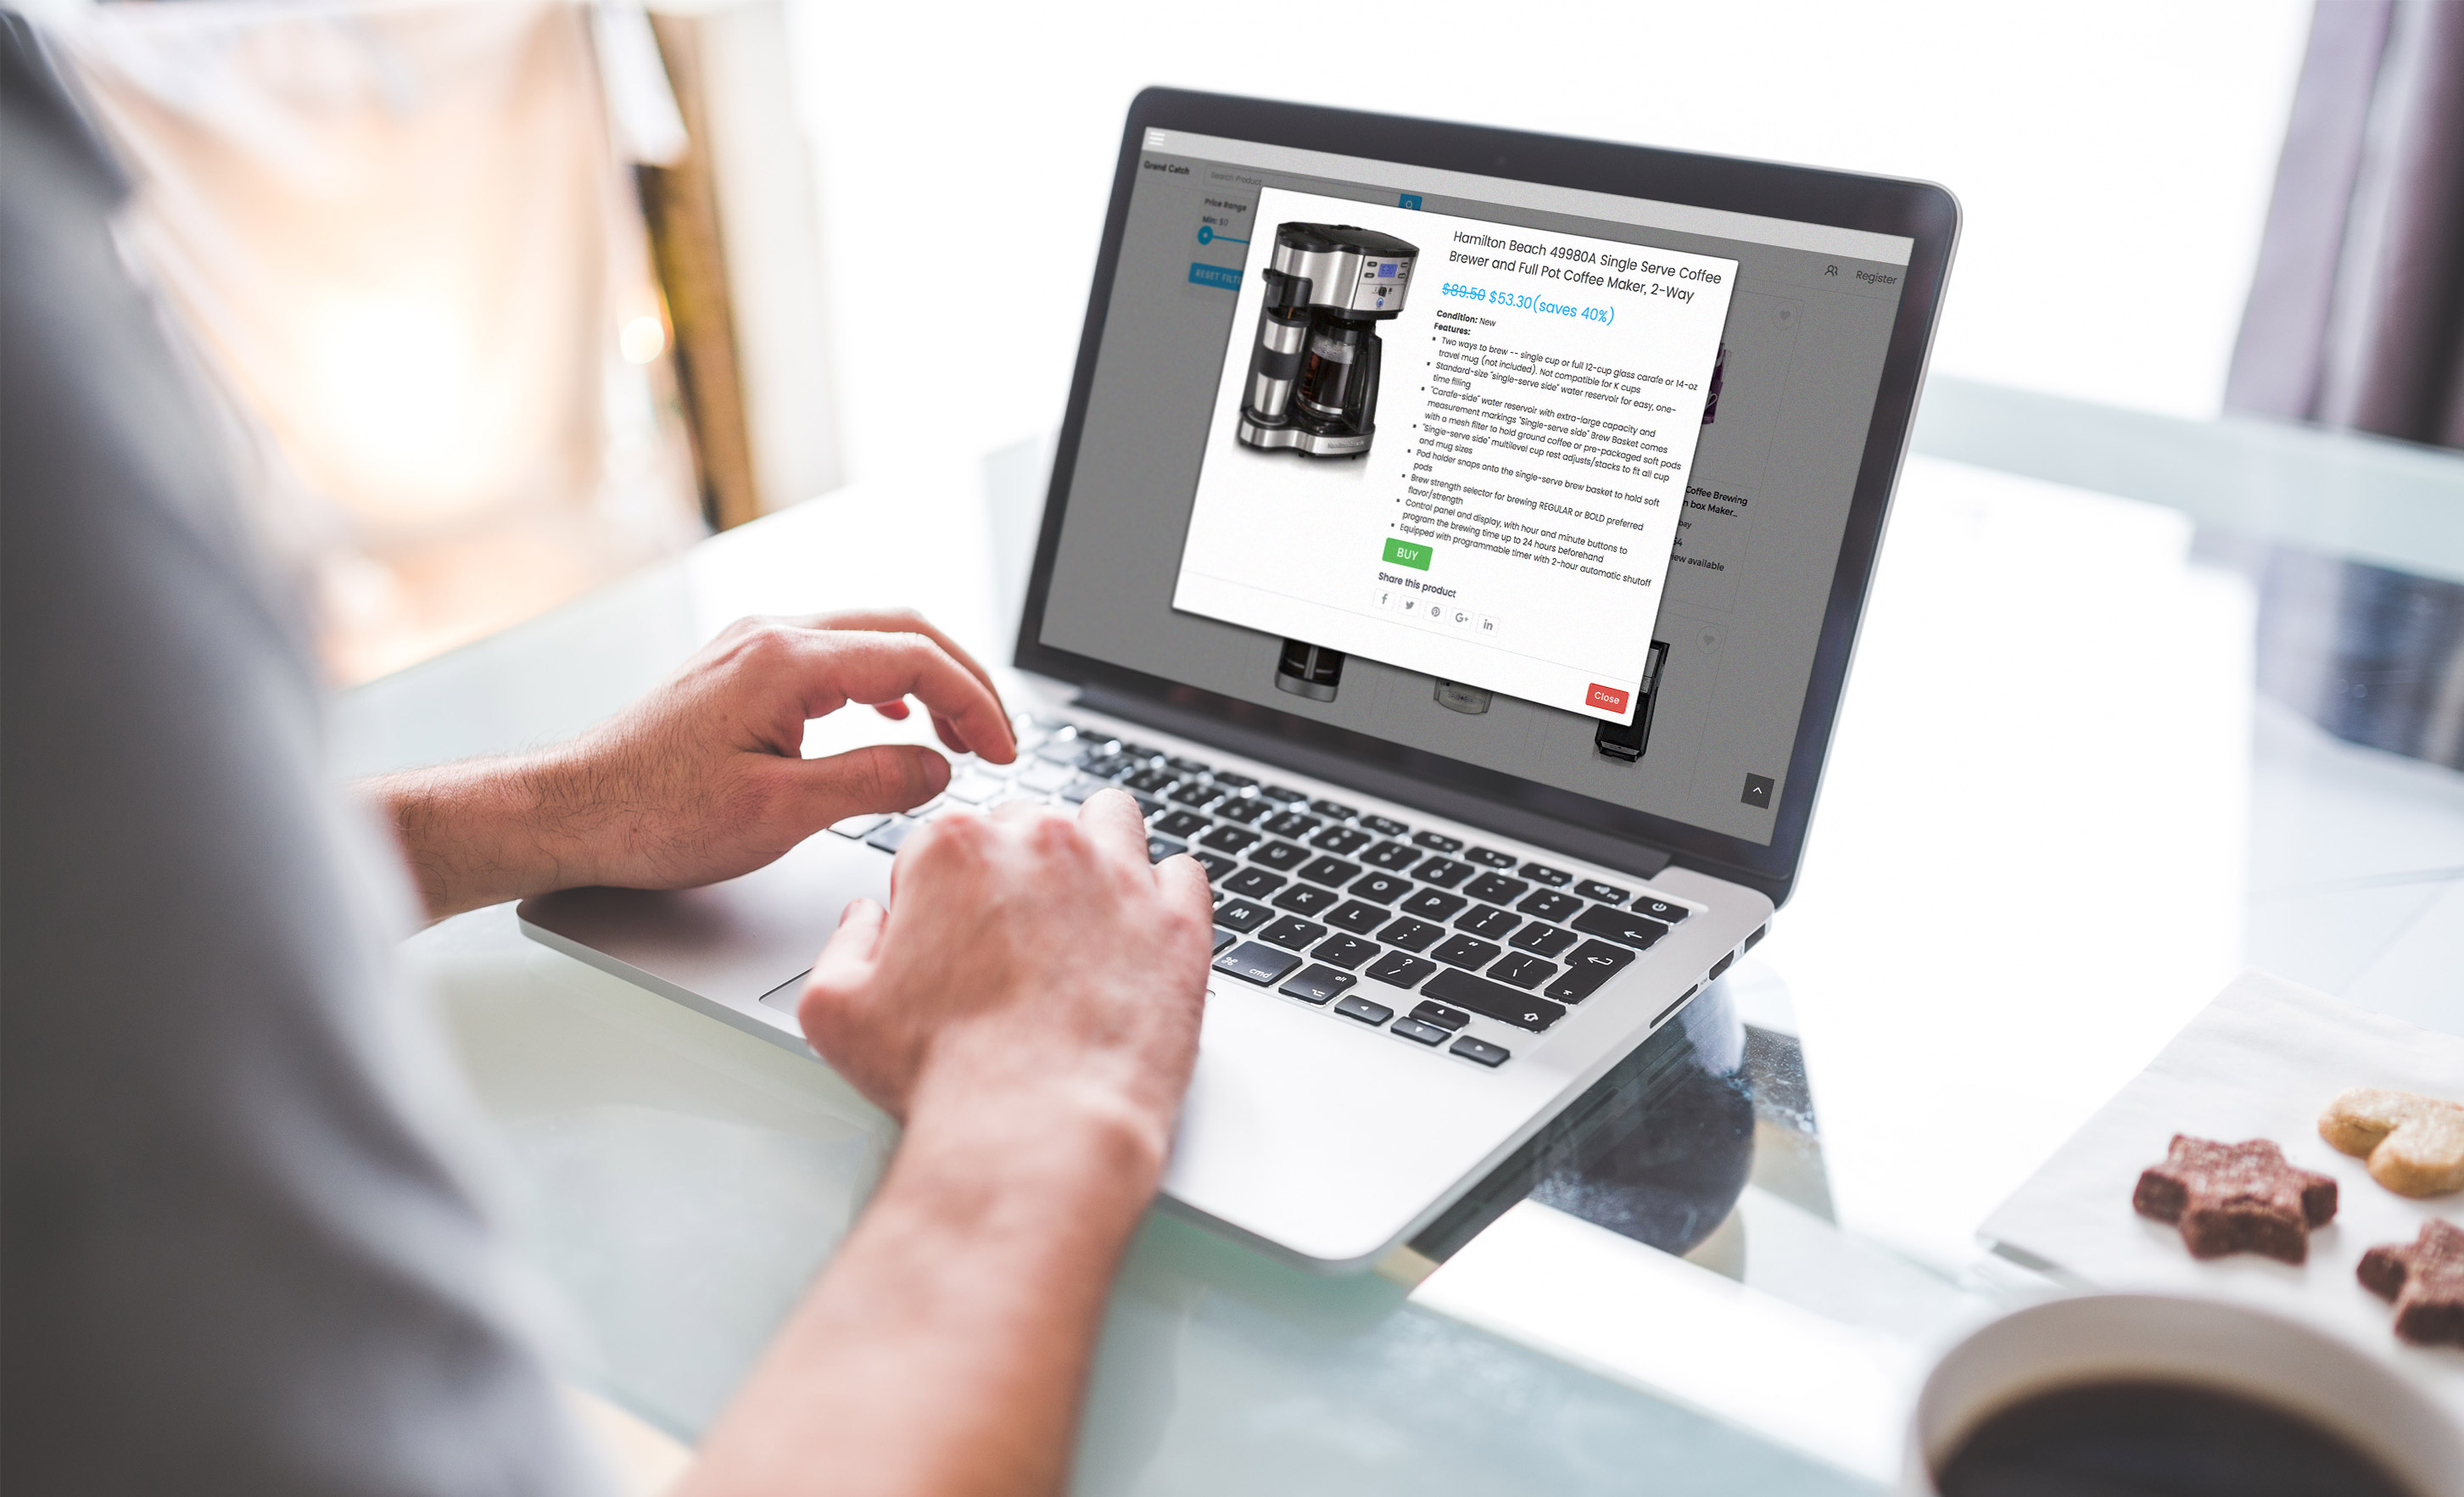 Grand Catch
Search Product
Price Range
Min: $0
Register
Hamilton Beach 49980A Single Serve Coffee
Brewer and Full Pot Coffee Maker, 2-Way
$89.50 $53.30(saves 40%)
Condition: New
Features:
Two ways to brew -- single cup or full 12-cup glass carafe or 14-oz
travel mug (not included). Not compatible for K cups
Standard-size "single-serve side" water reservoir for easy, one-
time filling
"Carafe-side" water reservoir with extra-large capacity and
measurement markings "Single-serve side" Brew Basket comes
with a mesh filter to hold ground coffee or pre-packaged soft pods
"Single-serve side" multilevel cup rest adjusts/stacks to fit all cup
and mug sizes
Pod holder snaps onto the single-serve brew basket to hold soft
pods
Brew strength selector for brewing REGULAR or BOLD preferred
flavor/strength
Control panel and display, with hour and minute buttons to
program the brewing time up to 24 hours beforehand
Equipped with programmable timer with 2-hour automatic shutoff
BUY
Share this product
Close
RESET
Coffee Brewing
box Maker...
available
J K L P
I O
M
cmd
alt